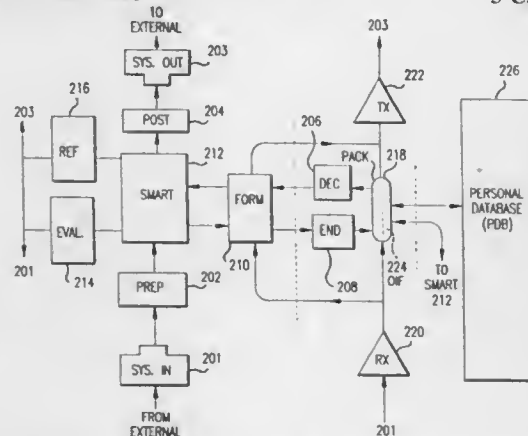 TO
EXTERNAL
203
SYS. OUT
203
216
204
POST
206
222
TX
226
203
REF
212
PACK
218
SMART
FORM
DEC
PERSONAL
DATABASE
(PDB)
EVAL.
END
201
214
202
210
208
224
OIF
TO
SMART
212
PREP
220
RX
201
SYS. IN
FROM
EXTERNAL
201